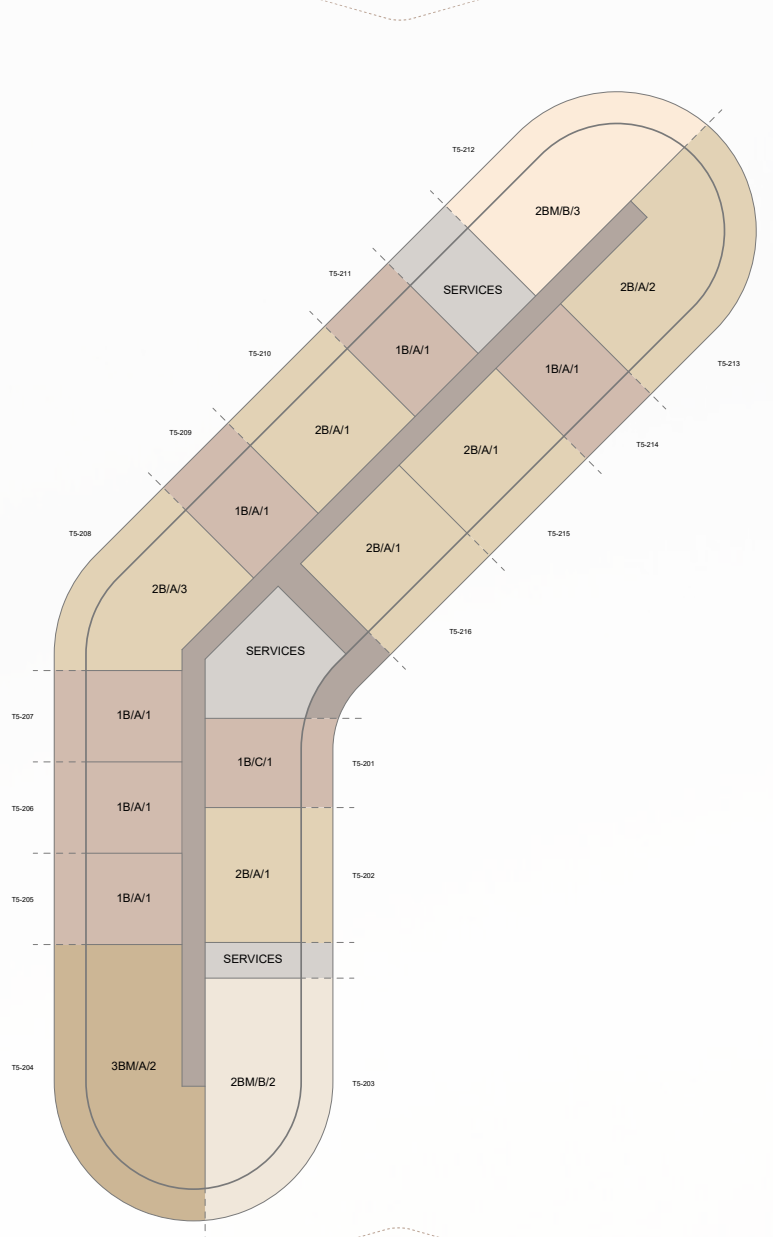 T5-212
2BM/B/3
T5-211
SERVICES
2B/A/2
T5-210
1B/A/1
1B/A/1
T5-213
T5-209
2B/A/1
T5-214
2B/A/1
1B/A/1
T5-208
T5-215
2B/A/1
2B/A/3
T5-216
SERVICES
T5-207
1B/A/1
1B/C/1
T5-201
T5-206
1B/A/1
2B/A/1
T5-202
T5-205
1B/A/1
SERVICES
T5-204
3BM/A/2
2BM/B/2
T5-203